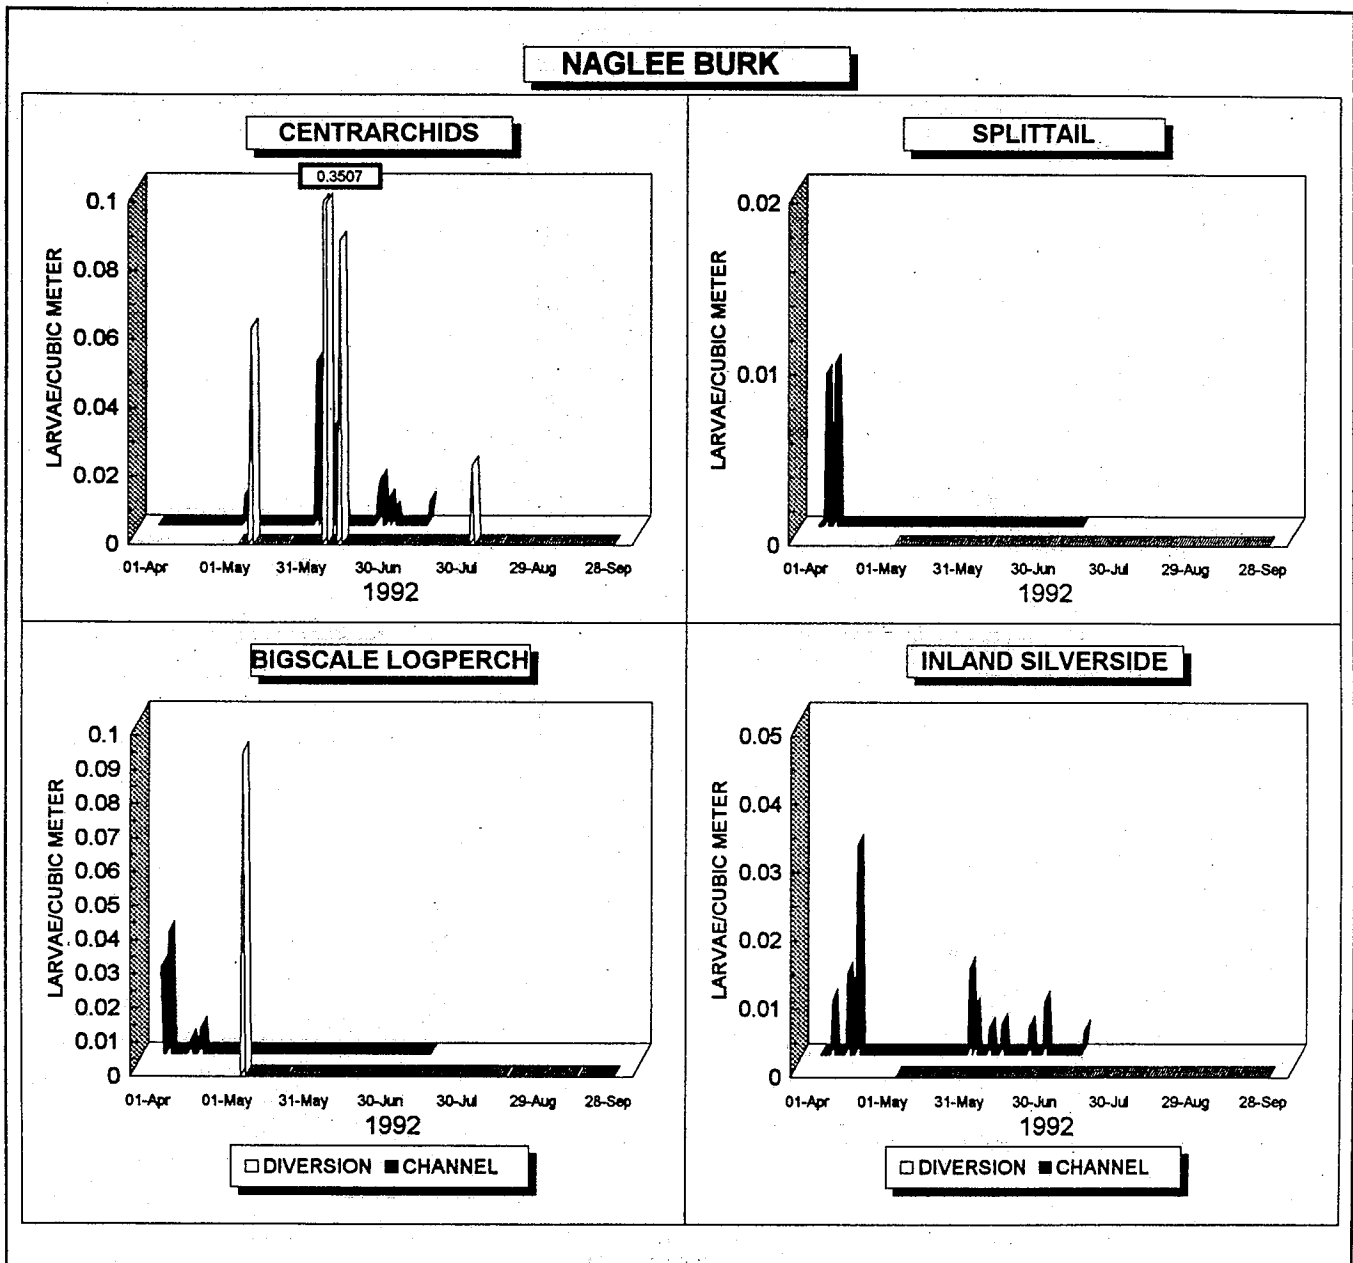 NAGLEE BURK
CENTRARCHIDS
0.3507
0.1
0.08
0.06
0.04
0.02
0
LARVAE/CUBIC METER
01-Apr 01-May 31-May 30-Jun 30-Jul 29-Aug 28-Sep
1992
SPLITTAIL
0.02
0.01
0
LARVAE/CUBIC METER
01-Apr 01-May 31-May 30-Jun 30-Jul 29-Aug 28-Sep
1992
BIGSCALE LOGPERCH
0.1
0.09
0.08
0.07
0.06
0.05
0.04
0.03
0.02
0.01
0
LARVAE/CUBIC METER
01-Apr 01-May 31-May 30-Jun 30-Jul 29-Aug 28-Sep
1992
DIVERSION CHANNEL
INLAND SILVERSIDE
0.05
0.04
0.03
0.02
0.01
0
LARVAE/CUBIC METER
01-Apr 01-May 31-May 30-Jun 30-Jul 29-Aug 28-Sep
1992
DIVERSION CHANNEL